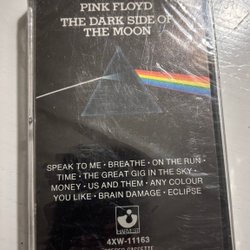 PINK FLOYD
THE DARK SIDE OF
THE MOON
SPEAK TO ME • BREATHE • ON THE RUN •
TIME • THE GREAT GIG IN THE SKY •
MONEY • US AND THEM • ANY COLOUR
YOU LIKE • BRAIN DAMAGE • ECLIPSE
4XW-11163